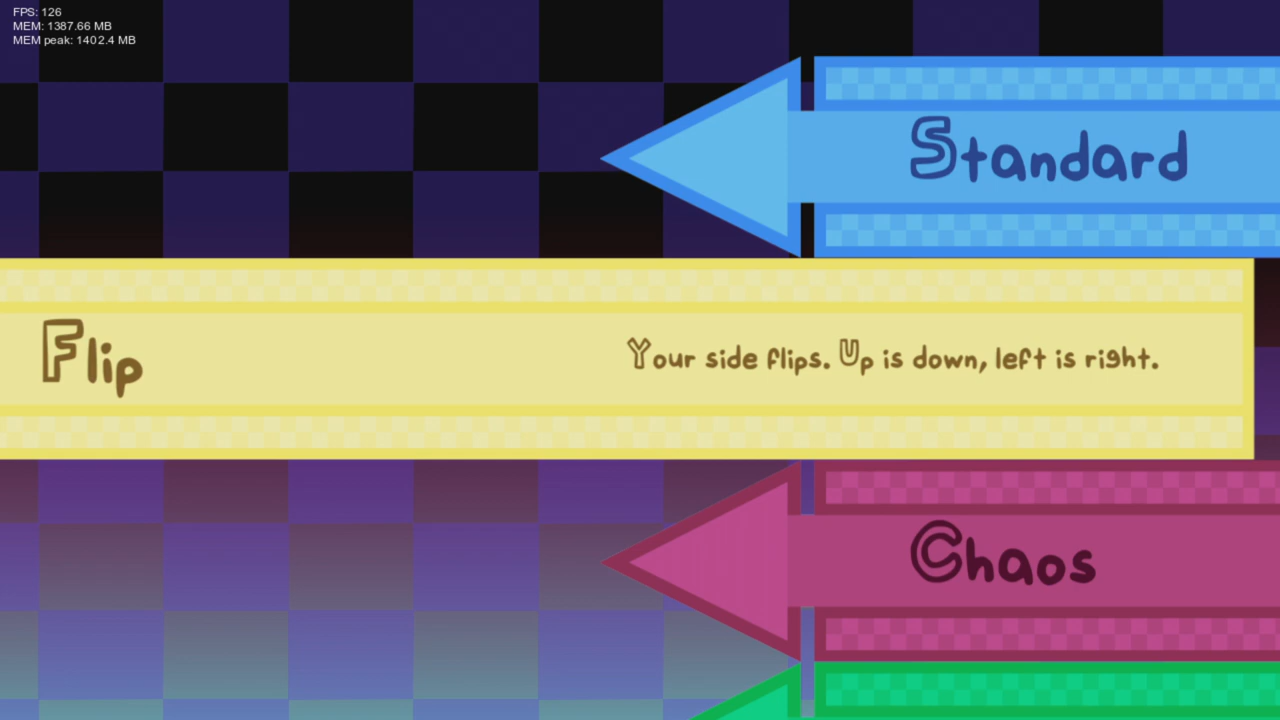 FPS: 126
MEM: 1387.66 MB
MEM peak: 1402.4 MB
Standard
Flip
Your side flips. Up is down, left is right.
Chaos